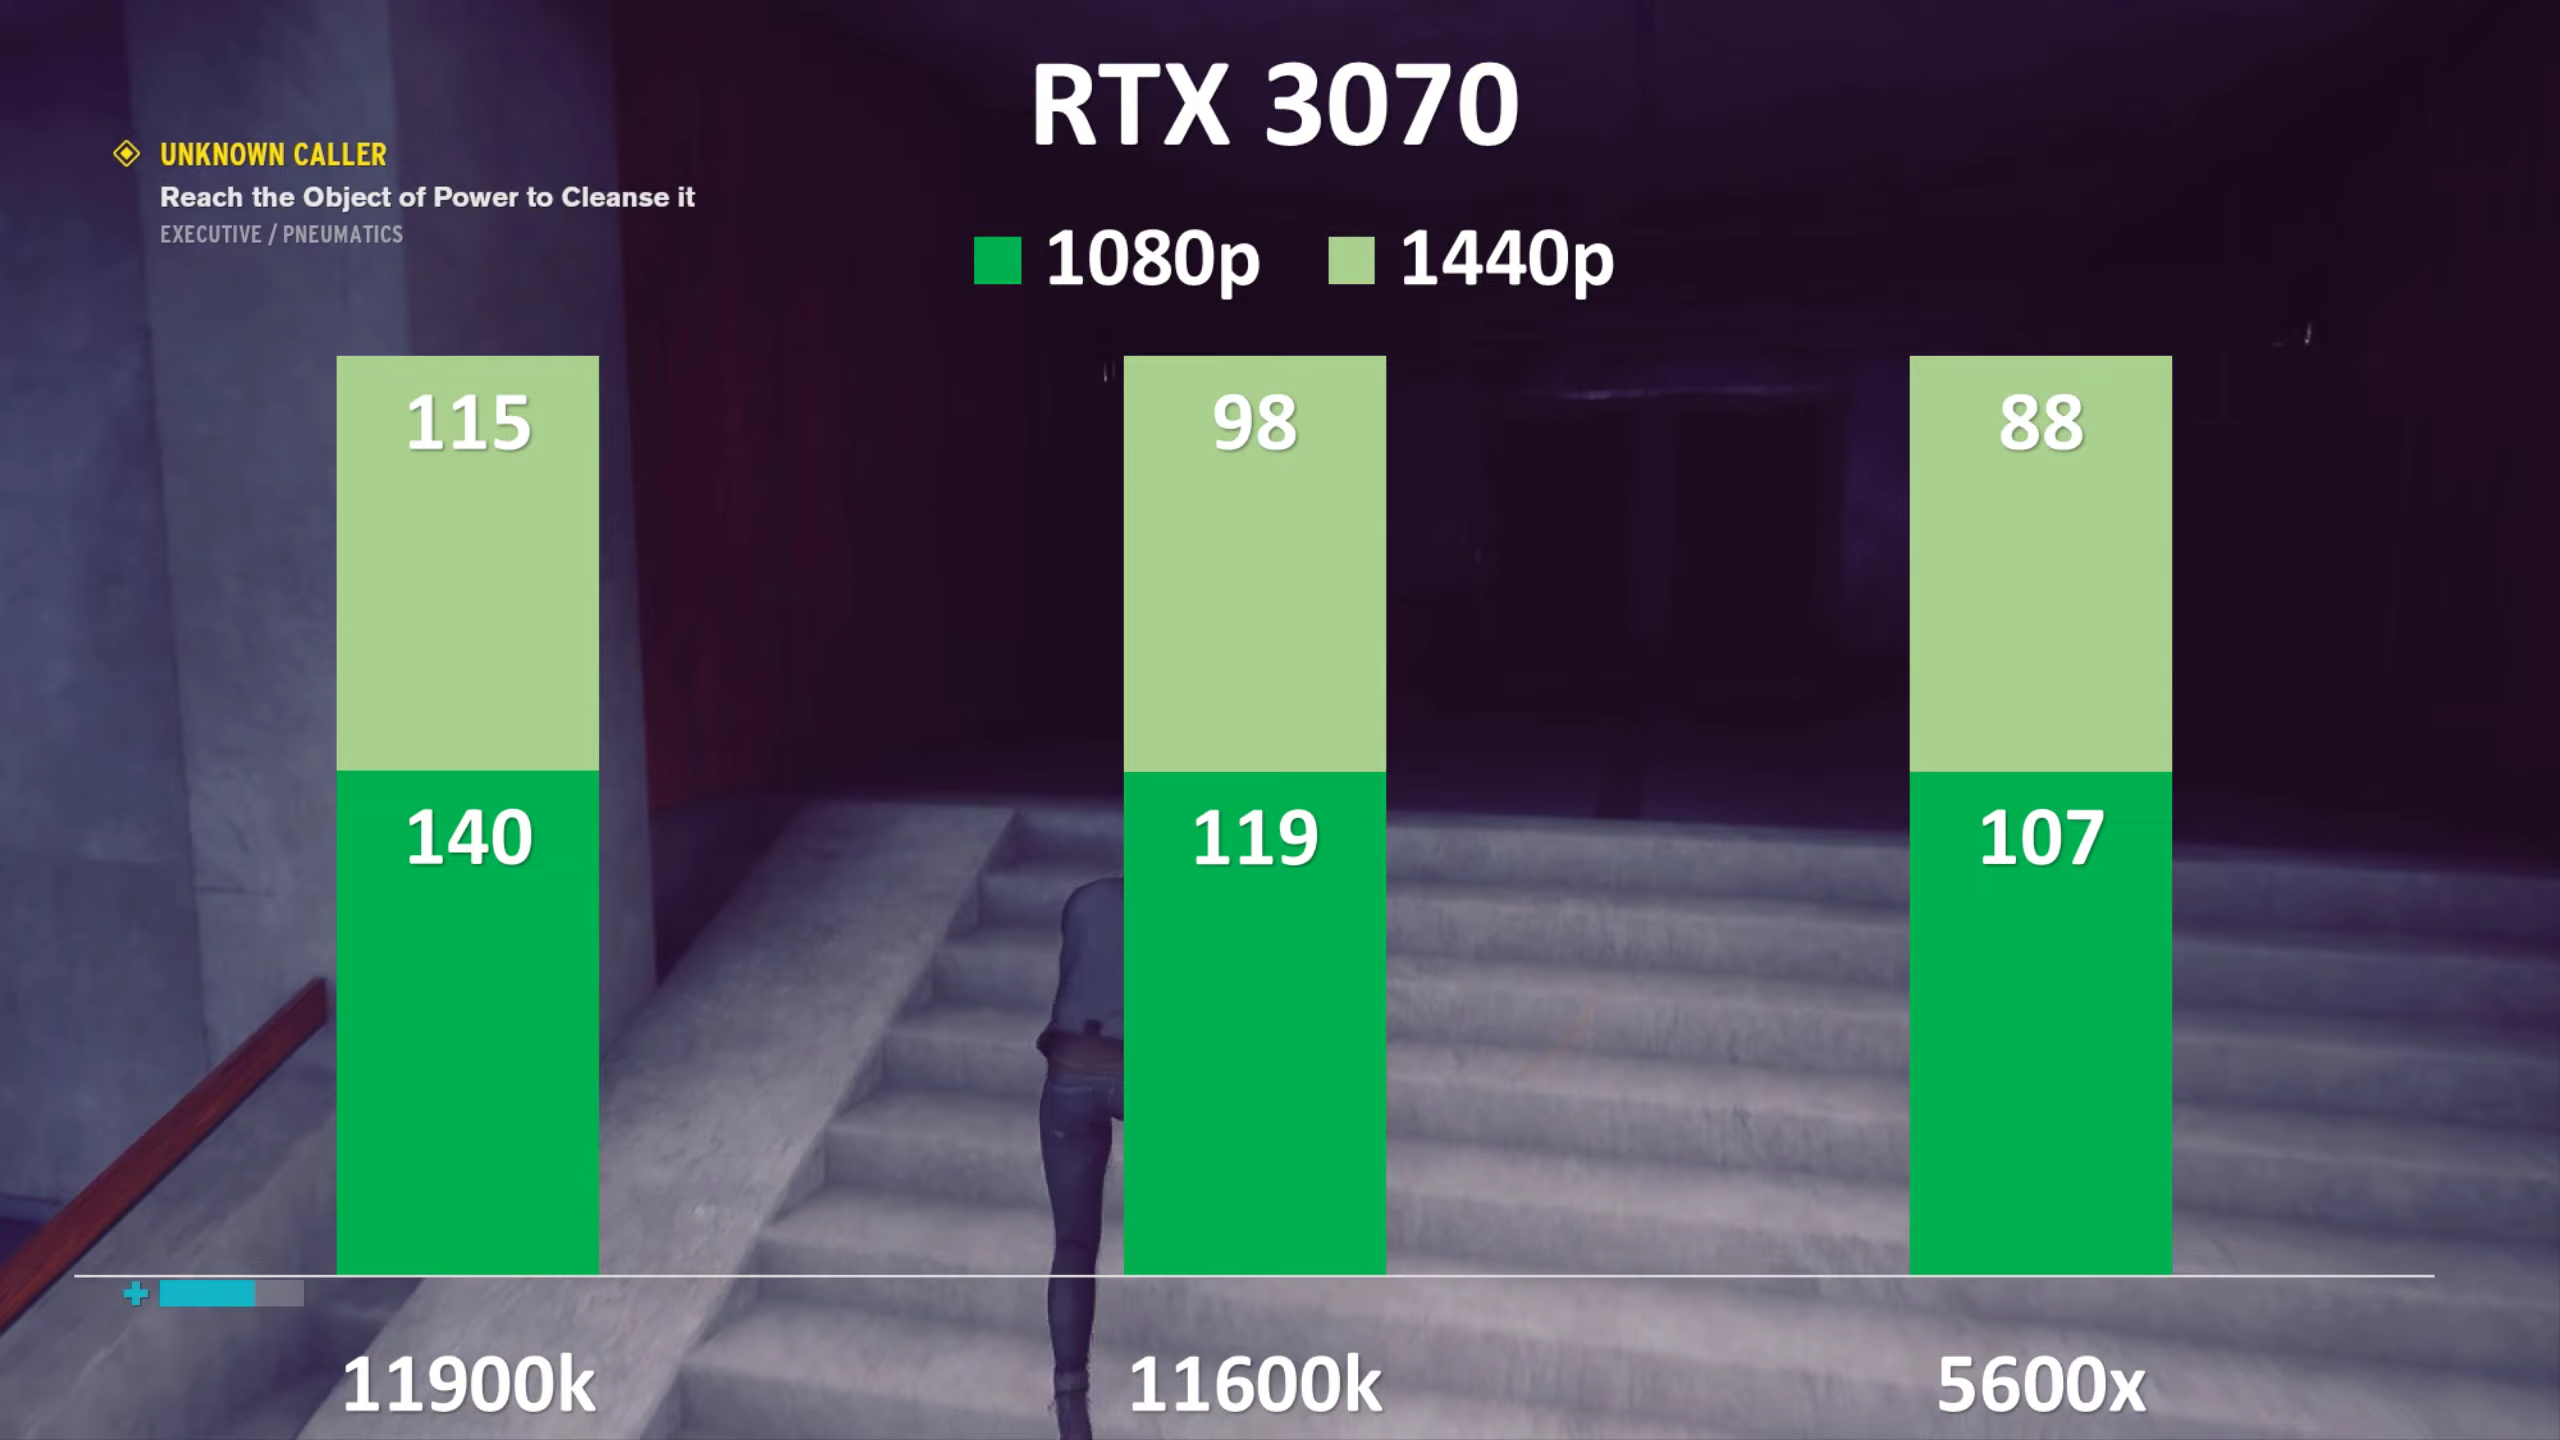 RTX 3070
UNKNOWN CALLER
Reach the Object of Power to Cleanse it
EXECUTIVE / PNEUMATICS
1080p 1440p
115 98 88
140 119 107
11900k 11600k 5600x